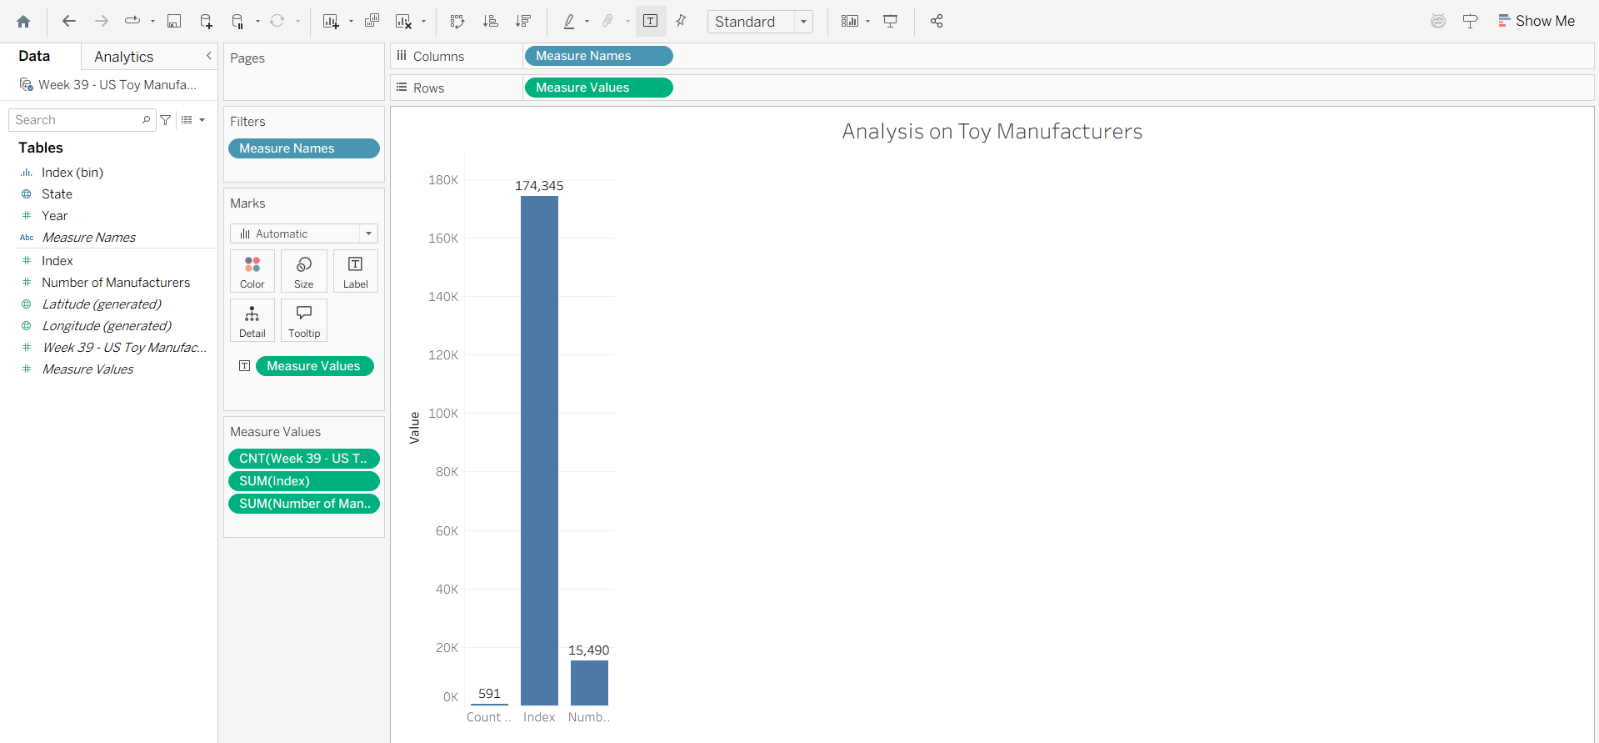 Standard
Show Me
Data
Analytics
Week 39 - US Toy Manufa...
Search
Tables
Index (bin)
State
Year
Abc
Measure Names
Index
Number of Manufacturers
Latitude (generated)
Longitude (generated)
Week 39 - US Toy Manufac...
Measure Values
Pages
Filters
Measure Names
Marks
Automatic
Color
Size
T
Label
Detail
Tooltip
T
Measure Values
Measure Values
CNT(Week 39 - US T..
SUM(Index)
SUM(Number of Man..
Columns
Measure Names
Rows
Measure Values
Analysis on Toy Manufacturers
Value
180K
160K
140K
120K
100K
80K
60K
40K
20K
0K
174,345
15,490
591
Count ..
Index
Numb..